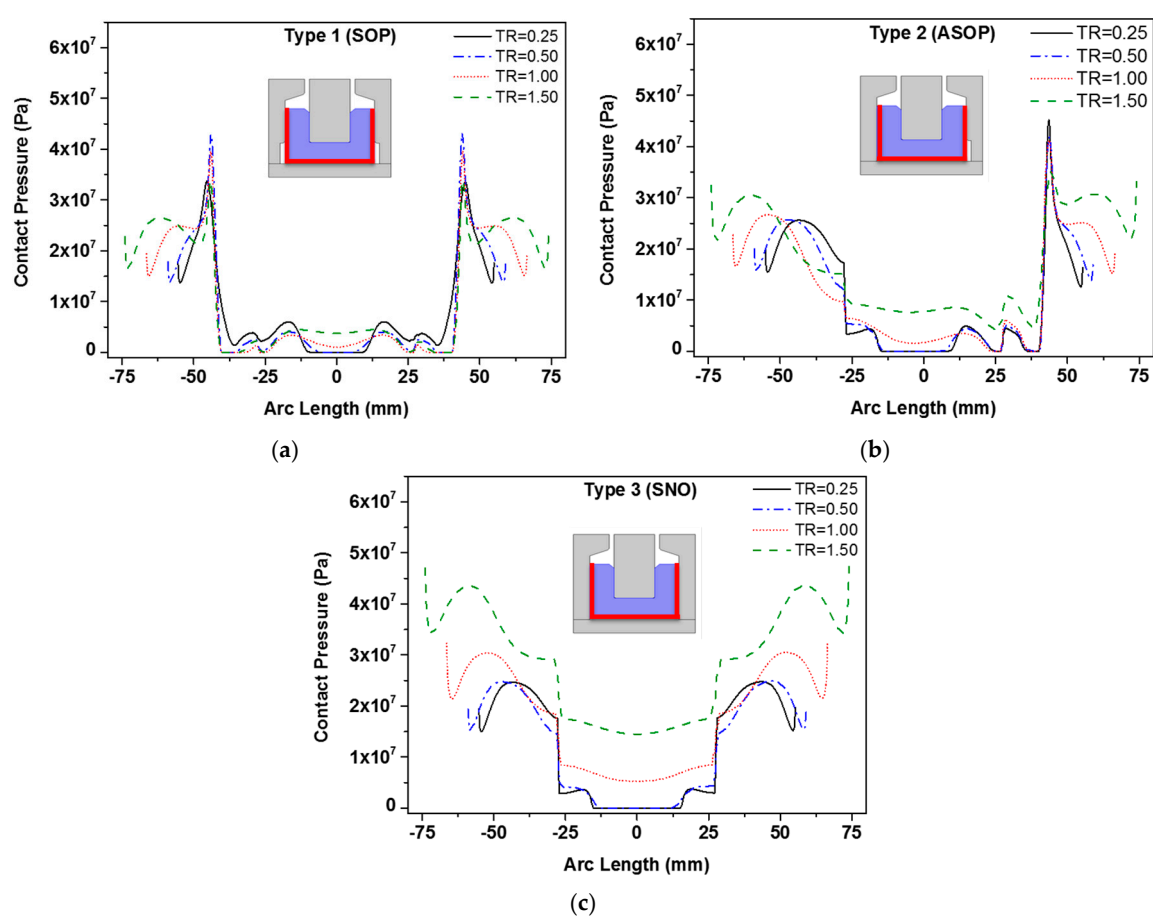 Type 1 (SOP)
TR=0.25
TR=0.50
TR=1.00
TR=1.50
6x10⁷
5x10⁷
4x10⁷
3x10⁷
2x10⁷
1x10⁷
0
Contact Pressure (Pa)
-75 -50 -25 0 25 50 75
Arc Length (mm)
(a)
Type 2 (ASOP)
TR=0.25
TR=0.50
TR=1.00
TR=1.50
6x10⁷
5x10⁷
4x10⁷
3x10⁷
2x10⁷
1x10⁷
0
Contact Pressure (Pa)
-75 -50 -25 0 25 50 75
Arc Length (mm)
(b)
Type 3 (SNO)
TR=0.25
TR=0.50
TR=1.00
TR=1.50
6x10⁷
5x10⁷
4x10⁷
3x10⁷
2x10⁷
1x10⁷
0
Contact Pressure (Pa)
-75 -50 -25 0 25 50 75
Arc Length (mm)
(c)